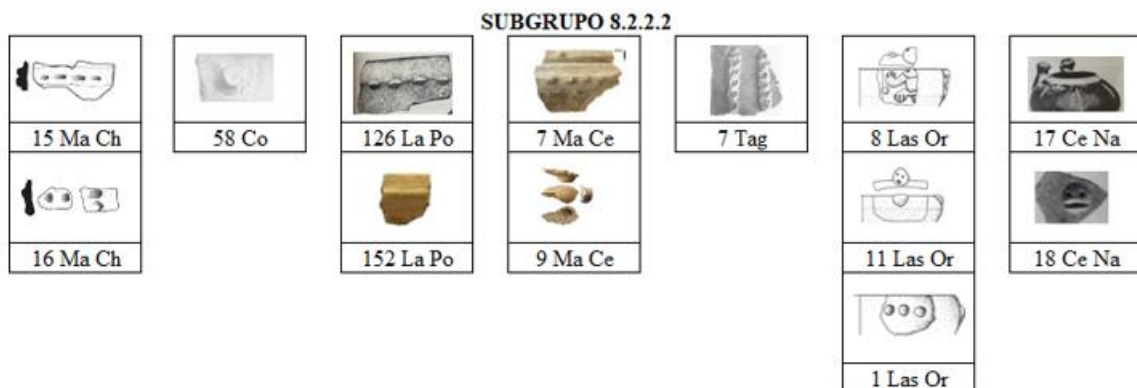 SUBGRUPO 8.2.2.2
15 Ma Ch
58 Co
126 La Po
7 Ma Ce
7 Tag
8 Las Or
17 Ce Na
16 Ma Ch
152 La Po
9 Ma Ce
11 Las Or
18 Ce Na
1 Las Or